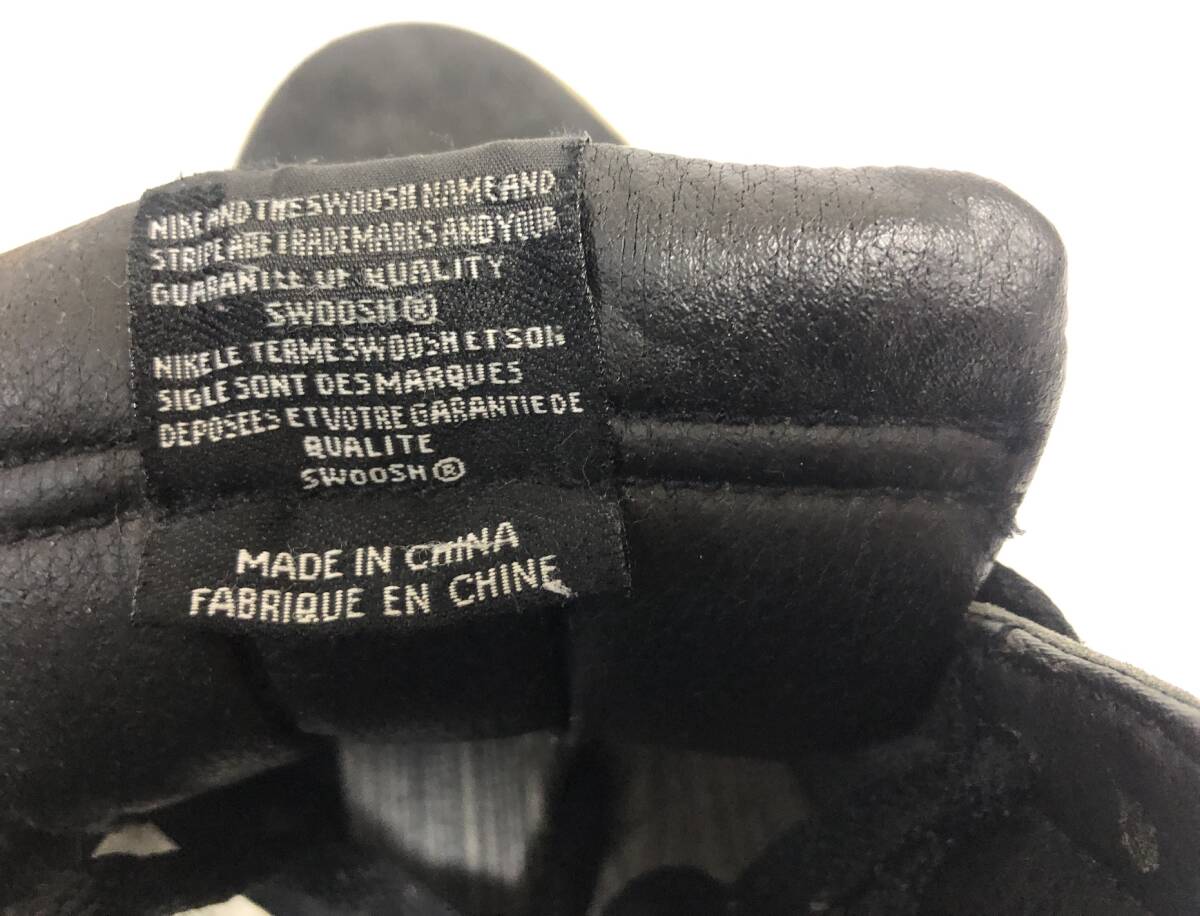 NIKE AND THE SWOOSH NAME AND
STRIPE ARE TRADEMARKS AND YOUR
GUARANTEE OF QUALITY
SWOOSH®
NIKE LE TERME SWOOSH ET SON
SIGLE SONT DES MARQUES
DEPOSEES ET VOTRE GARANTIE DE
QUALITE
SWOOSH®
MADE IN CHINA
FABRIQUE EN CHINE